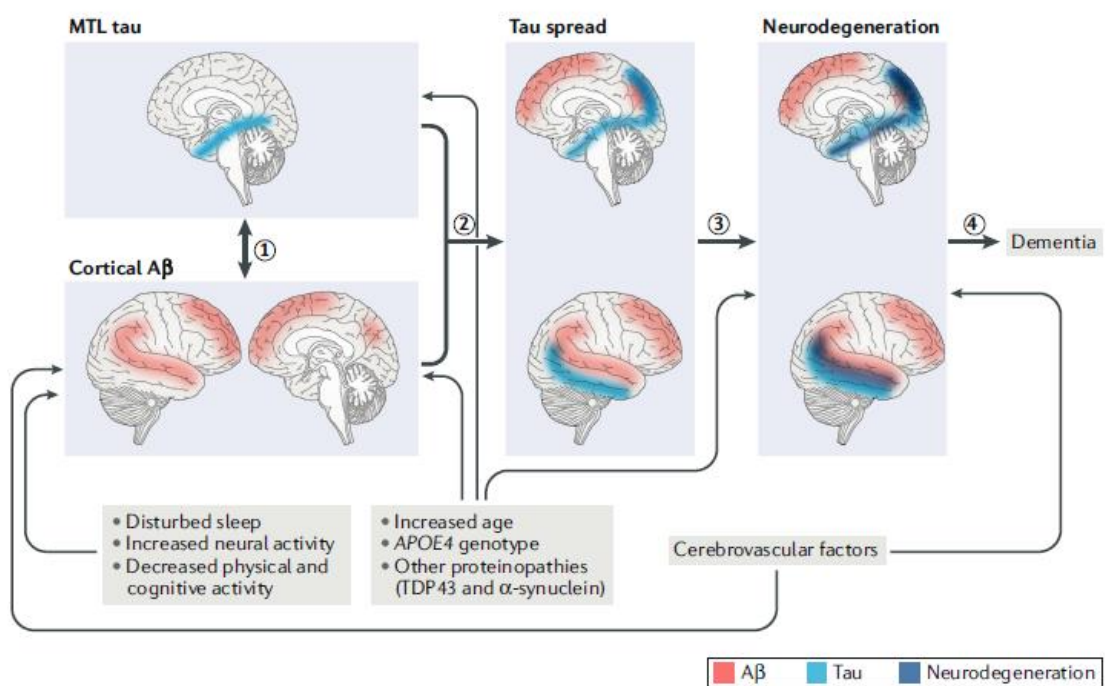 MTL tau
Tau spread
Neurodegeneration
①
②
③
④
Dementia
Cortical Aβ
• Disturbed sleep
• Increased neural activity
• Decreased physical and
cognitive activity
• Increased age
• APOE4 genotype
• Other proteinopathies
(TDP43 and α-synuclein)
Cerebrovascular factors
Aβ
Tau
Neurodegeneration